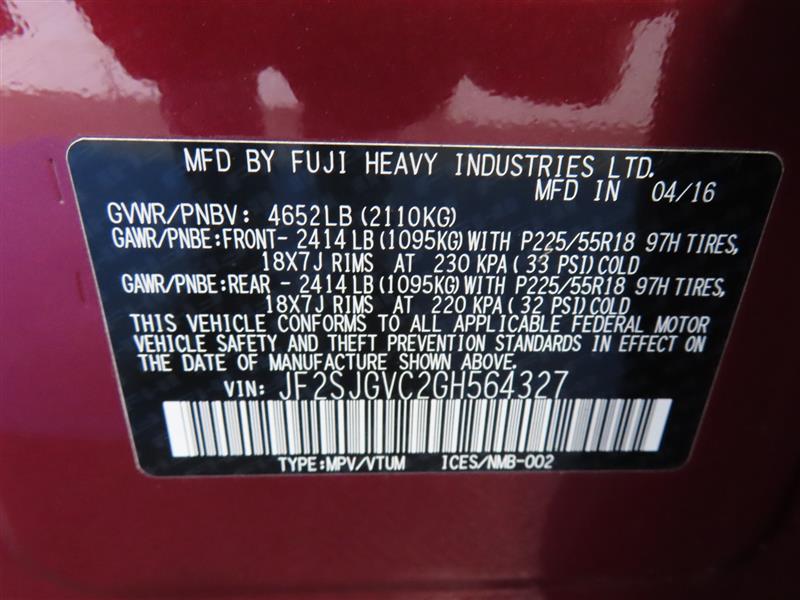 MFD BY FUJI HEAVY INDUSTRIES LTD.
MFD IN 04/16
GVWR/PNBV: 4652LB(2110KG)
GAWR/PNBE:FRONT- 2414LB(1095KG)WITH P225/55R18 97H TIRES,
18X7J RIMS AT 230 KPA(33 PSI)COLD
GAWR/PNBE:REAR -2414LB(1095KG)WITH P225/55R18 97H TIRES,
18X7J RIMS AT 220 KPA(32 PSI)COLD
THIS VEHICLE CONFORMS TO ALL APPLICABLE FEDERAL MOTOR
VEHICLE SAFETY AND THEFT PREVENTION STANDARDS IN EFFECT ON
THE DATE OF MANUFACTURE SHOWN ABOVE.
VIN: JF2SJGVC2GH564327
TYPE:MPV/VTUM ICES/NMB-002